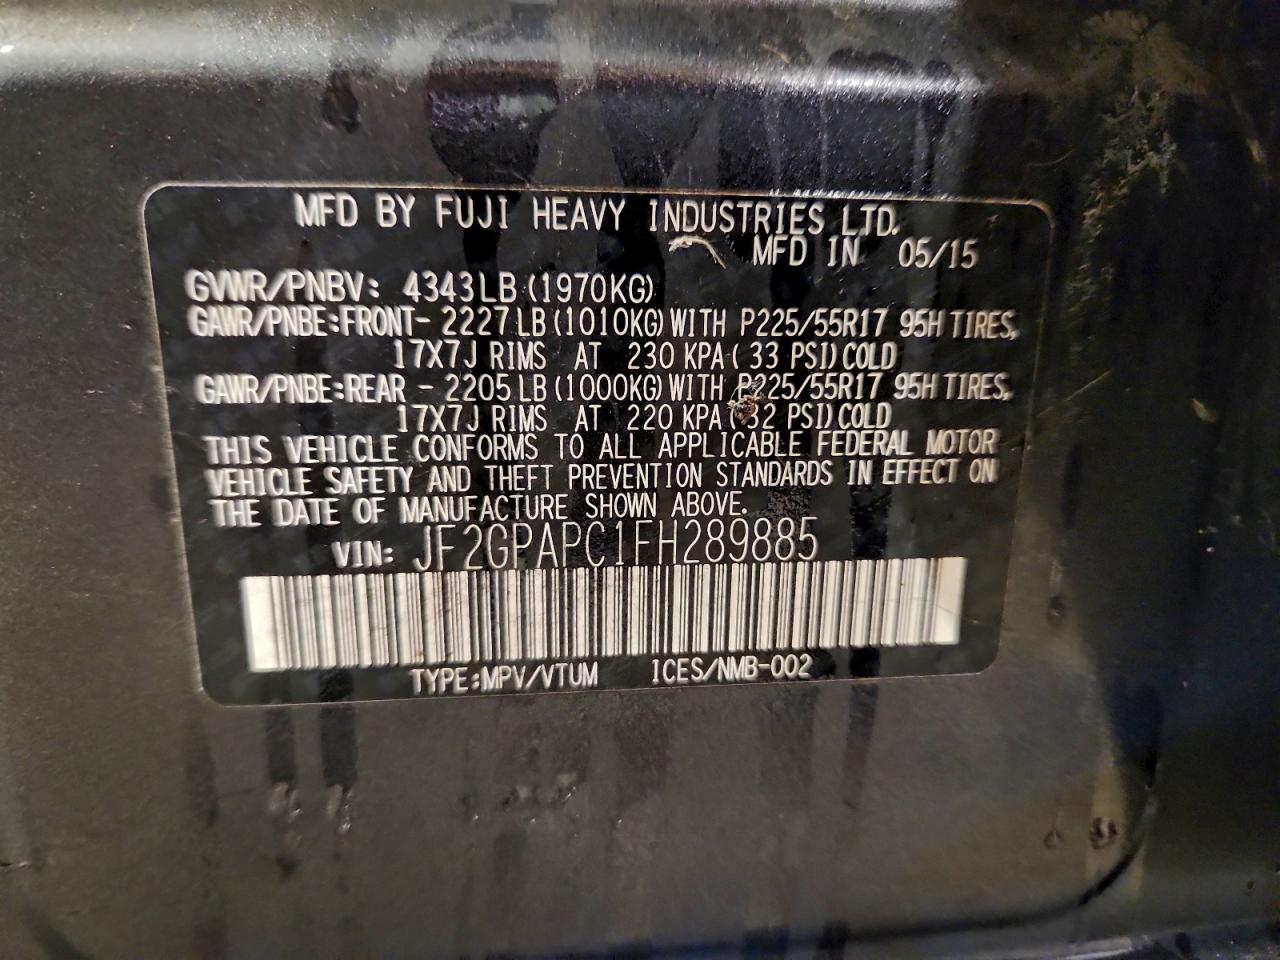 MFD BY FUJI HEAVY INDUSTRIES LTD.
MFD IN 05/15
GVWR/PNBV: 4343LB (1970KG)
GAWR/PNBE:FRONT- 2227LB(1010KG)WITH P225/55R17 95H TIRES,
17X7J RIMS AT 230 KPA( 33 PSI)COLD
GAWR/PNBE:REAR - 2205LB(1000KG)WITH P225/55R17 95H TIRES,
17X7J RIMS AT 220 KPA(32 PSI)COLD
THIS VEHICLE CONFORMS TO ALL APPLICABLE FEDERAL MOTOR
VEHICLE SAFETY AND THEFT PREVENTION STANDARDS IN EFFECT ON
THE DATE OF MANUFACTURE SHOWN ABOVE.
VIN: JF2GPAPC1FH289885
TYPE:MPV/VTUM ICES/NMB-002